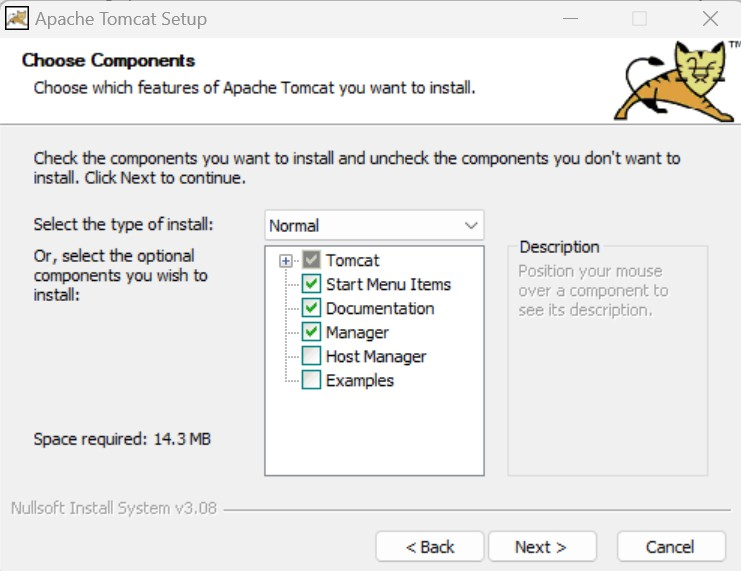 Apache Tomcat Setup
Choose Components
Choose which features of Apache Tomcat you want to install.
TM
Check the components you want to install and uncheck the components you don't want to
install. Click Next to continue.
Select the type of install:
Normal
Or, select the optional
components you wish to
install:
Tomcat
Start Menu Items
Documentation
Manager
Host Manager
Examples
Description
Position your mouse
over a component to
see its description.
Space required: 14.3 MB
Nullsoft Install System v3.08
< Back
Next >
Cancel